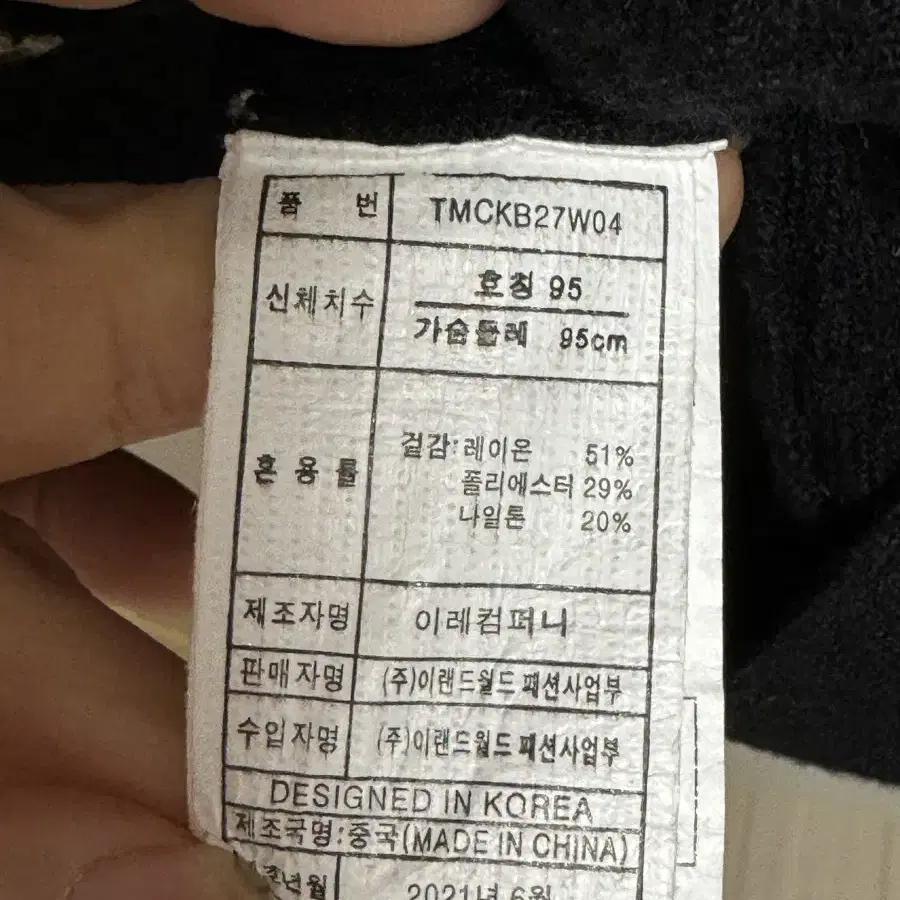 품 번 TMCKB27W04
신체치수 호칭 95
가슴둘레 95cm
혼용률 겉감:레이온 51%
폴리에스터 29%
나일론 20%
제조자명 이레컴퍼니
판매자명 (주)이랜드월드 패션사업부
수입자명 (주)이랜드월드 패션사업부
DESIGNED IN KOREA
제조국명:중국(MADE IN CHINA)
조년월 2021년 6월